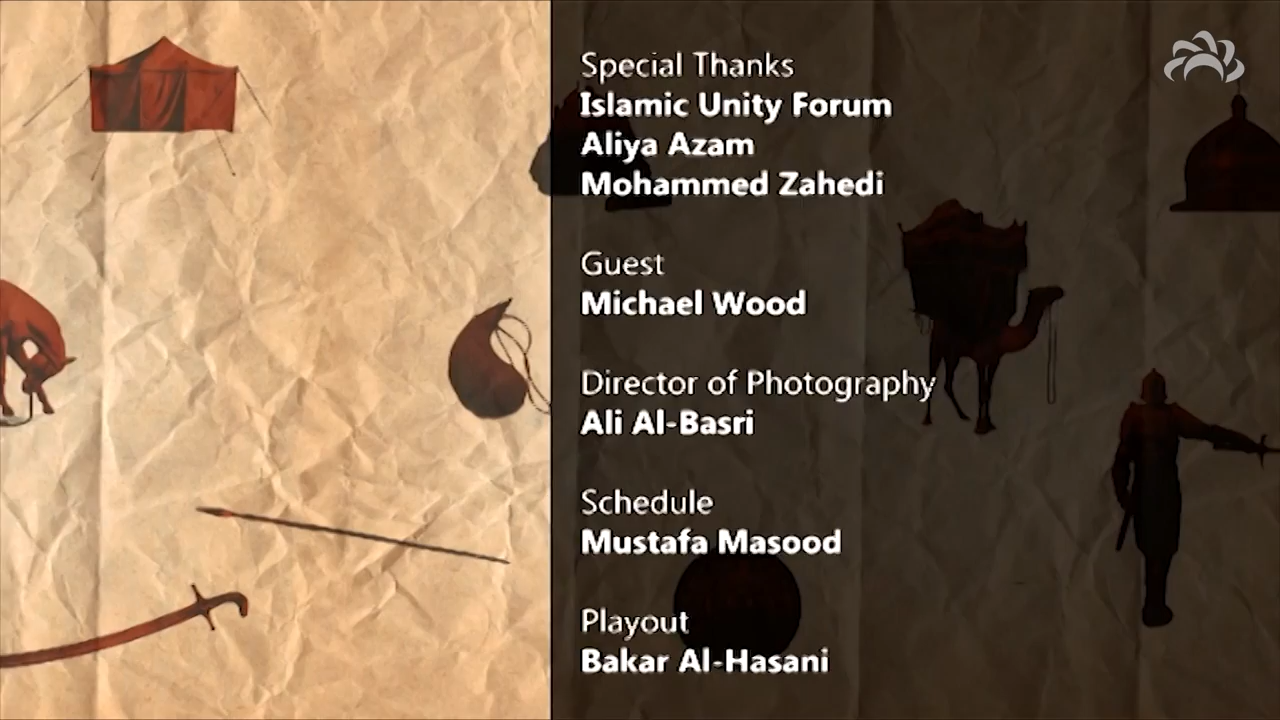 Special Thanks
Islamic Unity Forum
Aliya Azam
Mohammed Zahedi
Guest
Michael Wood
Director of Photography
Ali Al-Basri
Schedule
Mustafa Masood
Playout
Bakar Al-Hasani